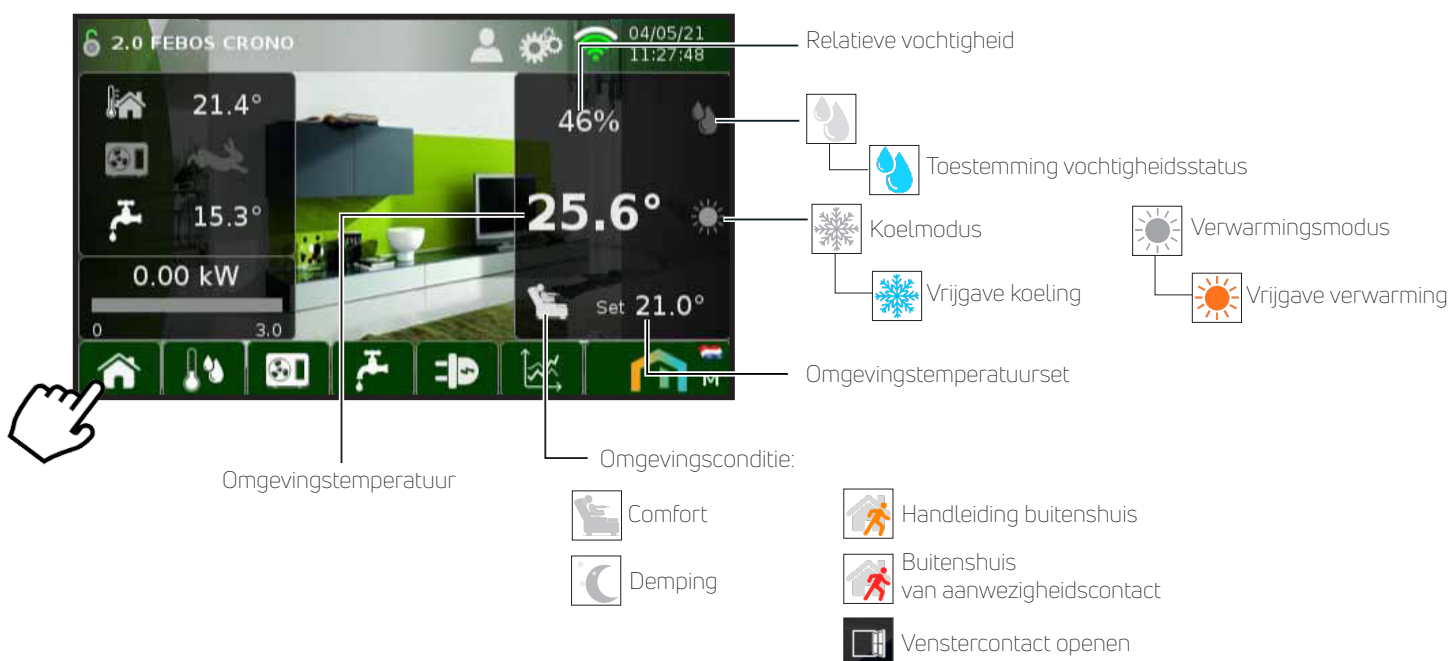 2.0 FEBOS CRONO
04/05/21
11:27:48
21.4°
15.3°
0.00 kW
0 3.0
46%
25.6°
Set 21.0°
M
Relatieve vochtigheid
Toestemming vochtigheidsstatus
Koelmodus
Verwarmingsmodus
Vrijgave koeling
Vrijgave verwarming
Omgevingstemperatuurset
Omgevingstemperatuur
Omgevingsconditie:
Comfort
Handleiding buitenshuis
Demping
Buitenshuis
van aanwezigheidscontact
Venstercontact openen